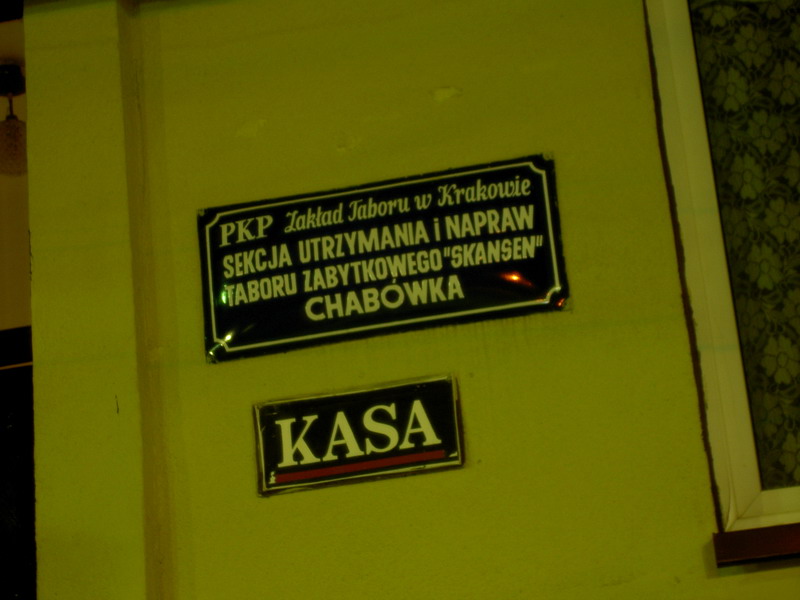 PKP Zakład Taboru w Krakowie
SEKCJA UTRZYMANIA i NAPRAW
TABORU ZABYTKOWEGO "SKANSEN"
CHABÓWKA
KASA